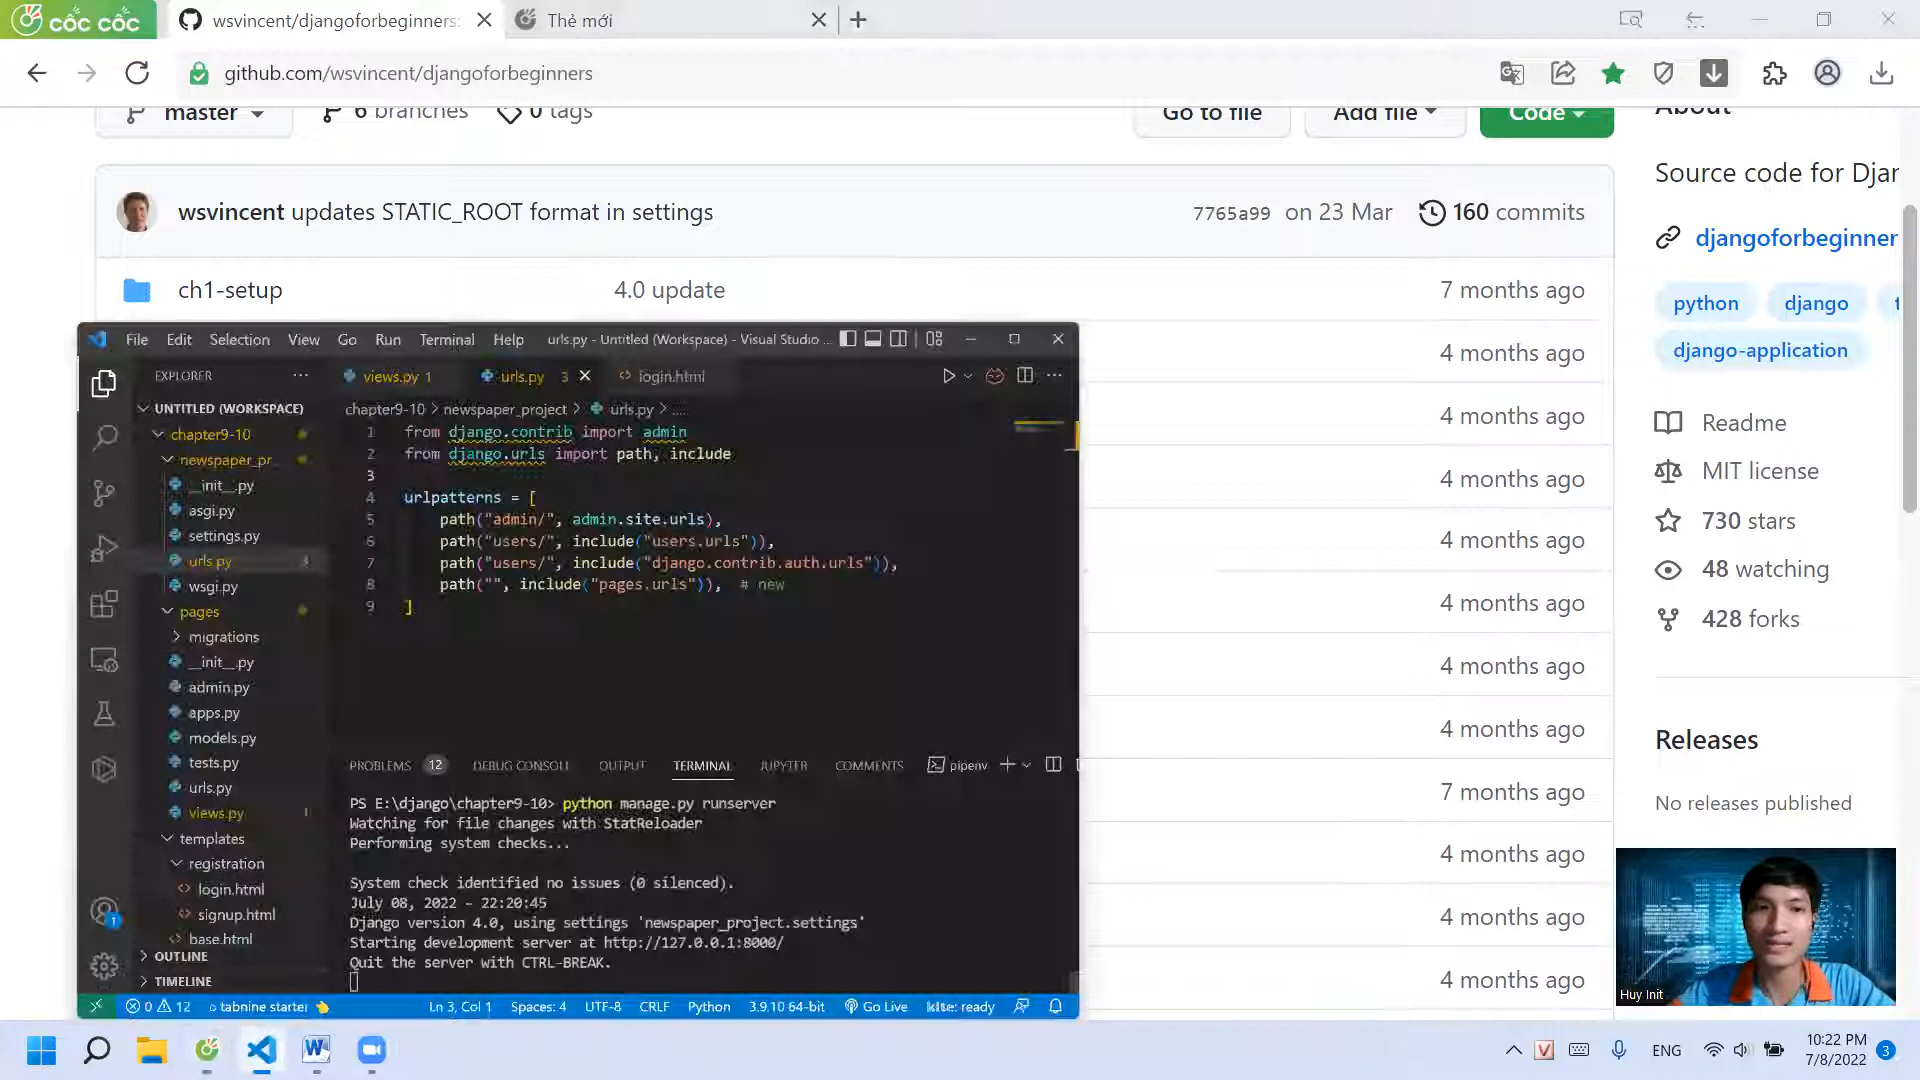 cốc cốc
wsvincent/djangoforbeginners:
Thẻ mới
github.com/wsvincent/djangoforbeginners
master
6 branches
0 tags
Go to file
Add file
Code
About
wsvincent updates STATIC_ROOT format in settings
7765a99 on 23 Mar
160 commits
ch1-setup
4.0 update
7 months ago
4 months ago
4 months ago
4 months ago
4 months ago
4 months ago
4 months ago
4 months ago
7 months ago
4 months ago
4 months ago
4 months ago
Source code for Djan
djangoforbeginner
python
django
t
django-application
Readme
MIT license
730 stars
48 watching
428 forks
Releases
No releases published
File Edit Selection View Go Run Terminal Help
urls.py - Untitled (Workspace) - Visual Studio ...
EXPLORER
UNTITLED (WORKSPACE)
chapter9-10
newspaper_pr
__init__.py
asgi.py
settings.py
urls.py 3
wsgi.py
pages
migrations
__init__.py
admin.py
apps.py
models.py
tests.py
urls.py
views.py 1
templates
registration
login.html
signup.html
base.html
OUTLINE
TIMELINE
views.py 1
urls.py 3
login.html
chapter9-10 > newspaper_project > urls.py > ...
1 from django.contrib import admin
2 from django.urls import path, include
3
4 urlpatterns = [
5 path("admin/", admin.site.urls),
6 path("users/", include("users.urls")),
7 path("users/", include("django.contrib.auth.urls")),
8 path("", include("pages.urls")),  # new
9 ]
PROBLEMS 12 DEBUG CONSOLE OUTPUT TERMINAL JUPYTER COMMENTS pipenv
PS E:\django\chapter9-10> python manage.py runserver
Watching for file changes with StatReloader
Performing system checks...
System check identified no issues (0 silenced).
July 08, 2022 - 22:20:45
Django version 4.0, using settings 'newspaper_project.settings'
Starting development server at http://127.0.0.1:8000/
Quit the server with CTRL-BREAK.
0 12 tabnine starter
Ln 3, Col 1 Spaces: 4 UTF-8 CRLF Python 3.9.10 64-bit Go Live kite: ready
1
Huy Init
ENG
10:22 PM
7/8/2022
3